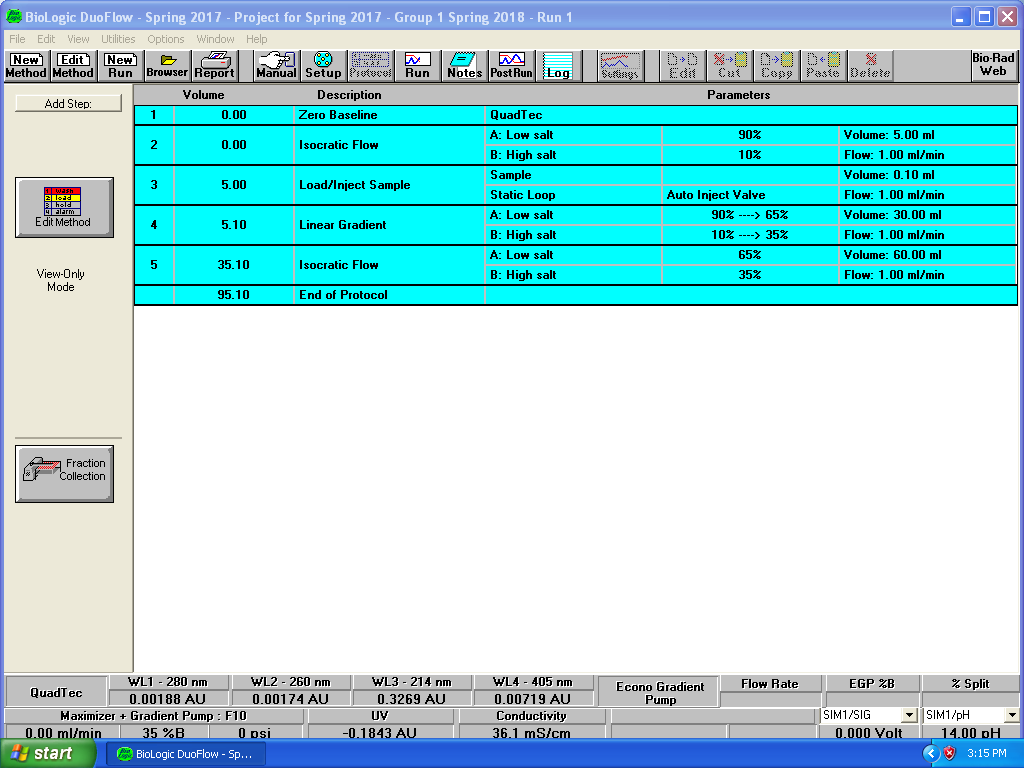 BioLogic DuoFlow - Spring 2017 - Project for Spring 2017 - Group 1 Spring 2018 - Run 1
File Edit View Utilities Options Window Help
New Method Edit Method New Run Browser Report Manual Setup Protocol Run Notes PostRun Log Settings Edit Cut Copy Paste Delete Bio-Rad Web
Add Step:
1 wash
2 load
3 hold
4 alarm
Edit Method
View-Only
Mode
Fraction
Collection
Volume Description Parameters
1 0.00 Zero Baseline QuadTec
2 0.00 Isocratic Flow A: Low salt 90% Volume: 5.00 ml
B: High salt 10% Flow: 1.00 ml/min
3 5.00 Load/Inject Sample Sample Volume: 0.10 ml
Static Loop Auto Inject Valve Flow: 1.00 ml/min
4 5.10 Linear Gradient A: Low salt 90% ----> 65% Volume: 30.00 ml
B: High salt 10% ----> 35% Flow: 1.00 ml/min
5 35.10 Isocratic Flow A: Low salt 65% Volume: 60.00 ml
B: High salt 35% Flow: 1.00 ml/min
95.10 End of Protocol
QuadTec WL1 - 280 nm WL2 - 260 nm WL3 - 214 nm WL4 - 405 nm Econo Gradient Pump Flow Rate EGP %B % Split
0.00188 AU 0.00174 AU 0.3269 AU 0.00719 AU
Maximizer + Gradient Pump : F10 UV Conductivity SIM1/SIG SIM1/pH
0.00 ml/min 35 %B 0 psi -0.1843 AU 36.1 mS/cm 0.000 Volt 14.00 pH
start BioLogic DuoFlow - Sp... 3:15 PM